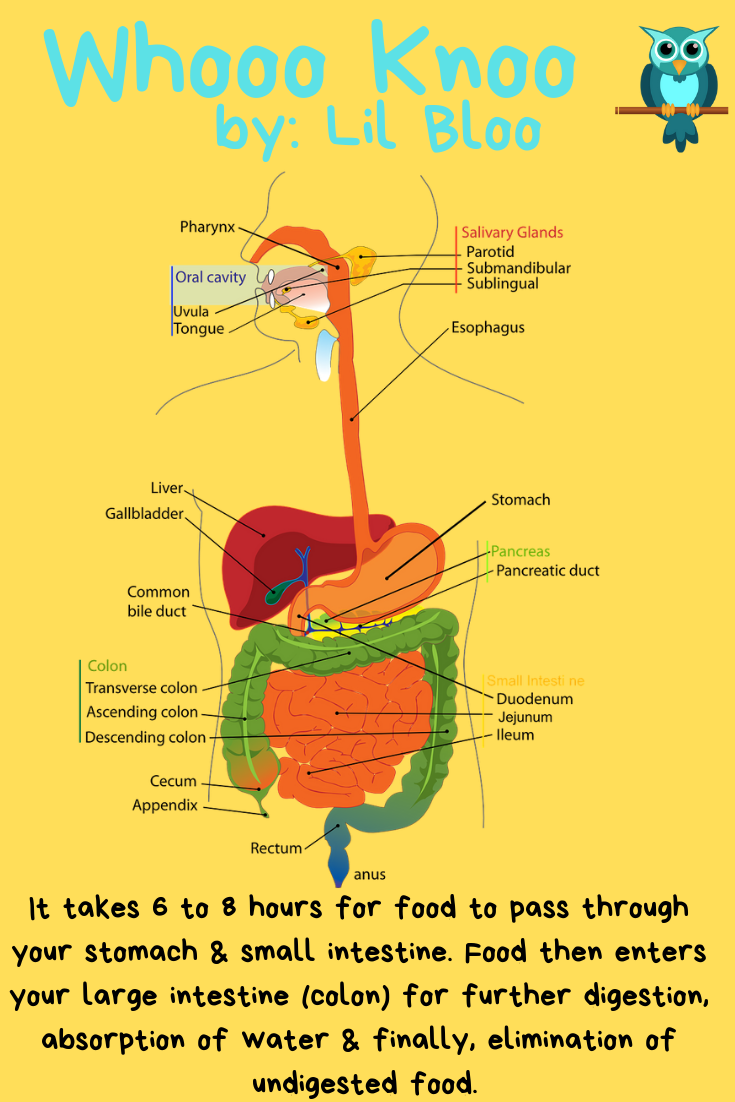 Whooo Knoo
by: Lil Bloo
Pharynx
Oral cavity
Uvula
Tongue
Salivary Glands
Parotid
Submandibular
Sublingual
Esophagus
Liver
Gallbladder
Stomach
Pancreas
Pancreatic duct
Common
bile duct
Colon
Transverse colon
Ascending colon
Descending colon
Small Intesti ne
Duodenum
Jejunum
Ileum
Cecum
Appendix
Rectum
anus
It takes 6 to 8 hours for food to pass through
your stomach & small intestine. Food then enters
your large intestine (colon) for further digestion,
absorption of water & finally, elimination of
undigested food.